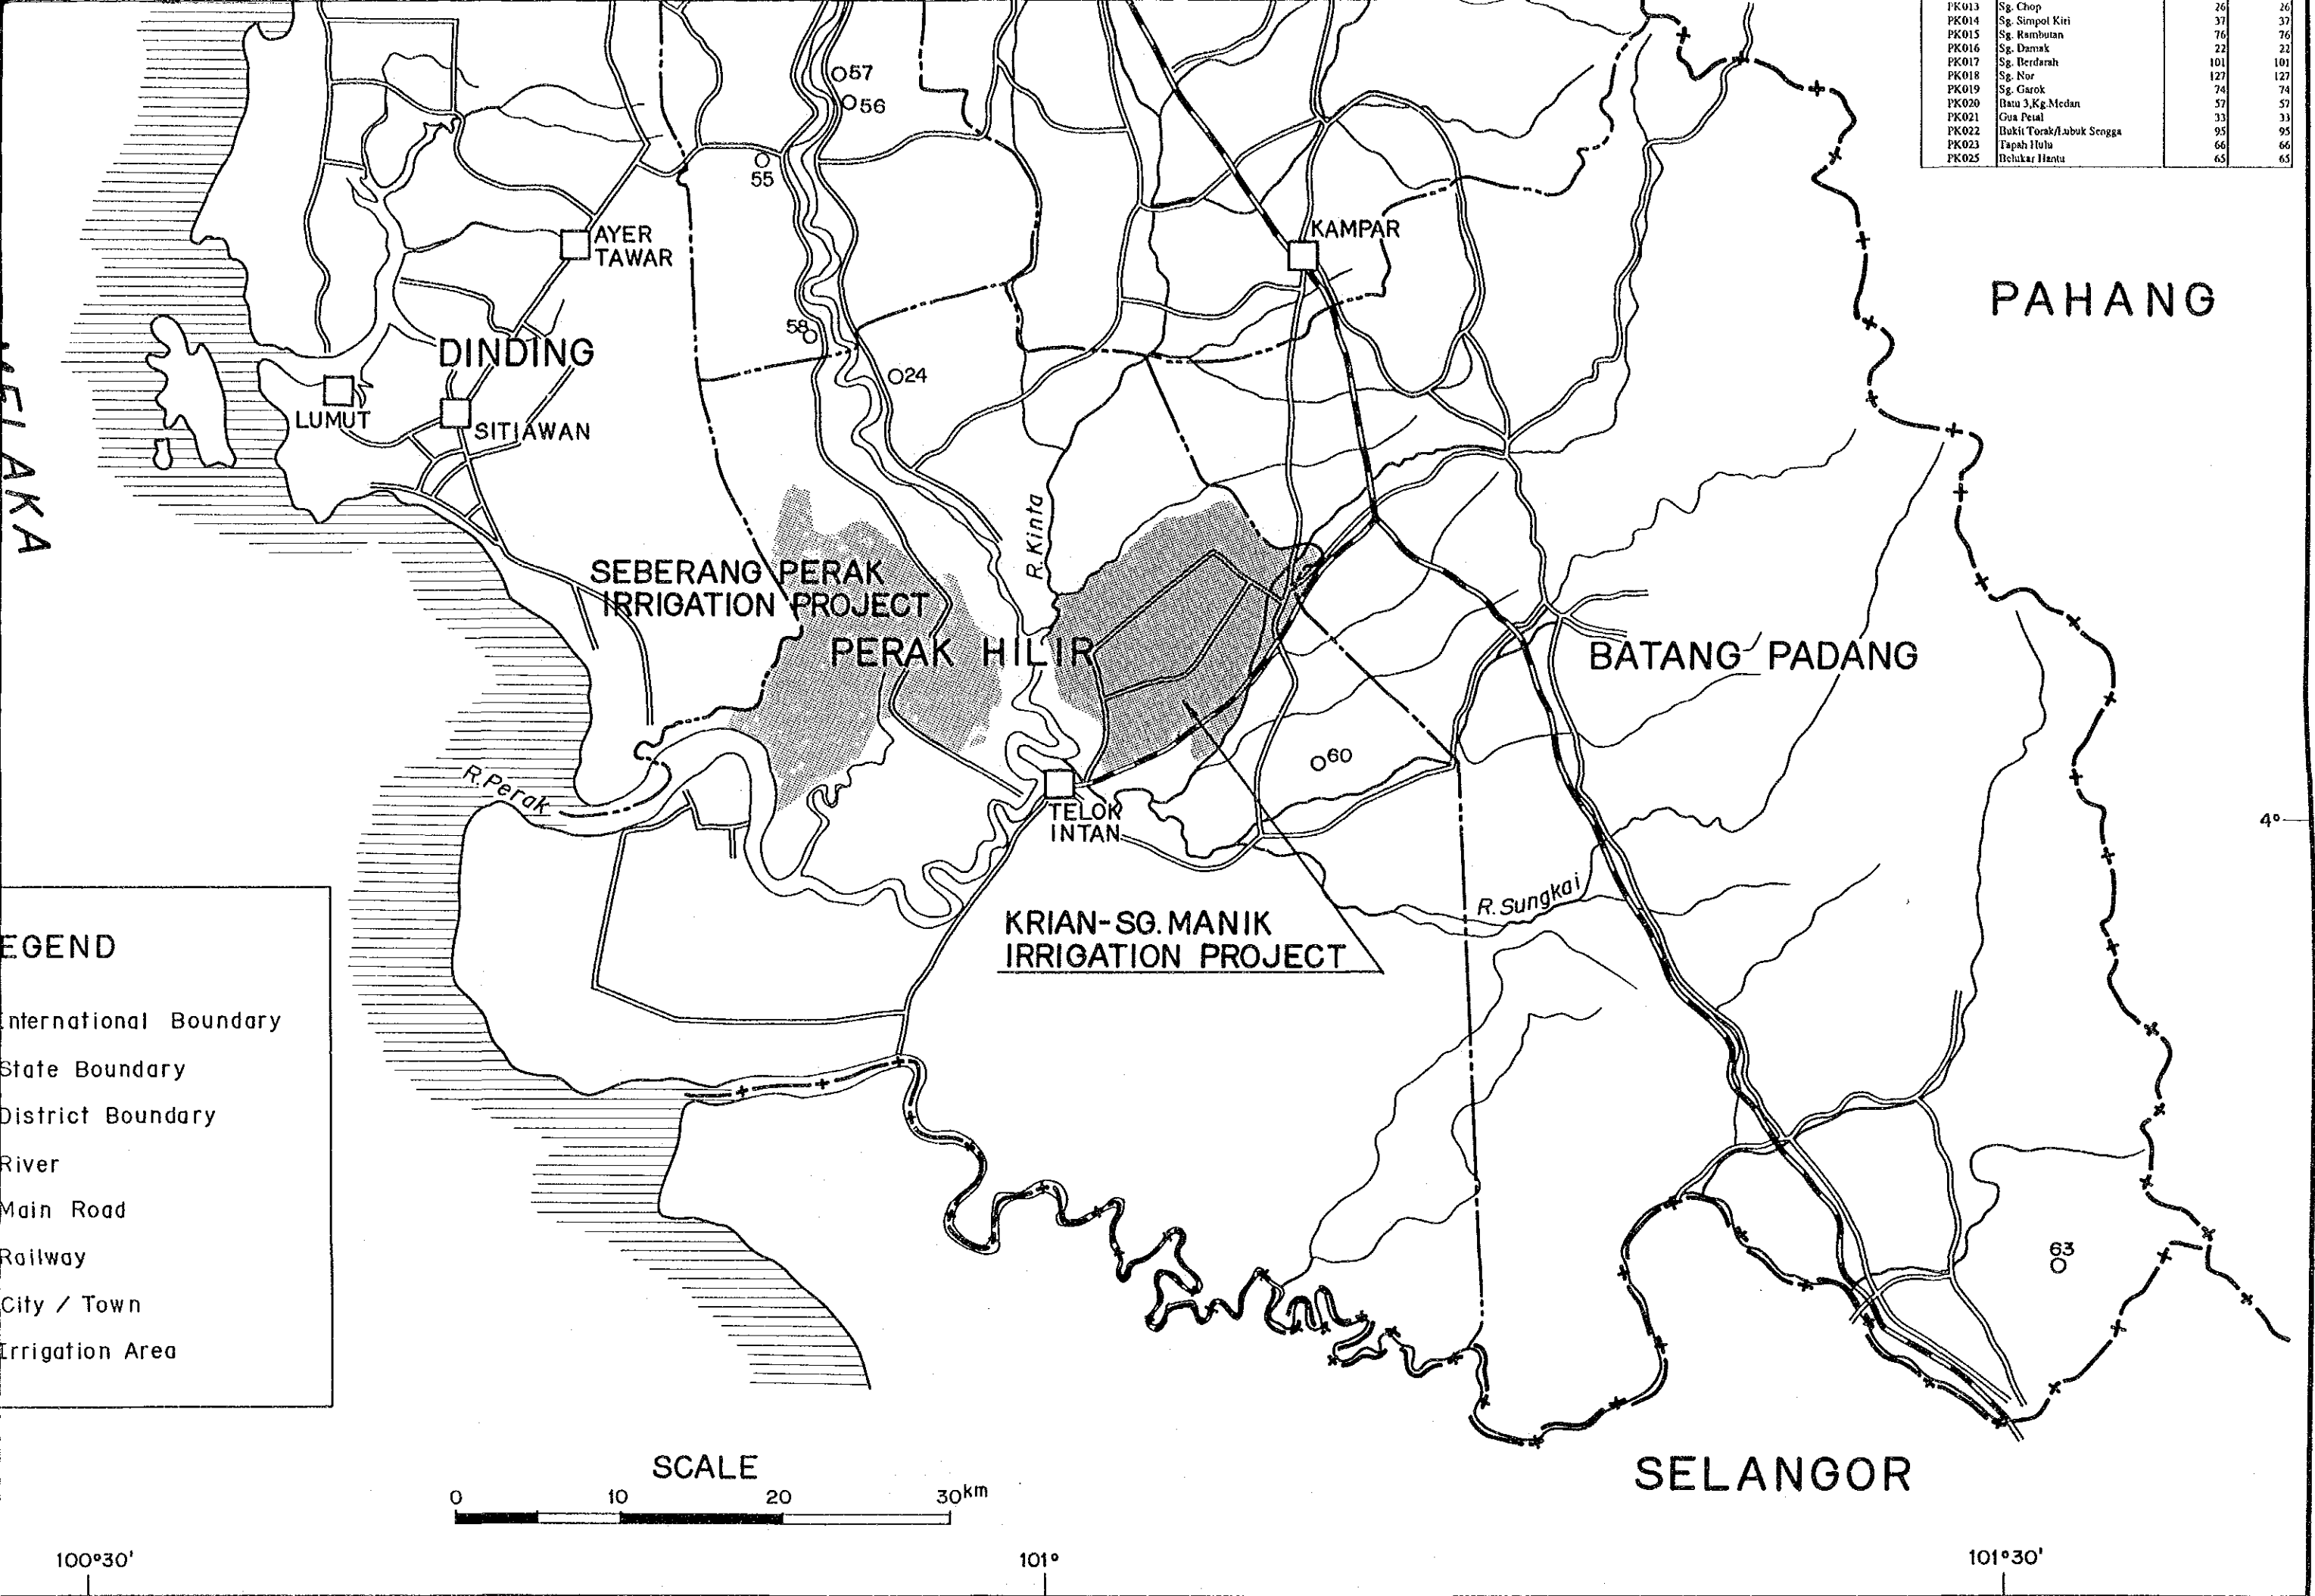 PK013 Sg. Chop 26 26
PK014 Sg. Simpol Kiri 37 37
PK015 Sg. Rambutan 76 76
PK016 Sg. Damak 22 22
PK017 Sg. Berdarah 101 101
PK018 Sg. Nor 127 127
PK019 Sg. Garok 74 74
PK020 Batu 3,Kg.Medan 57 57
PK021 Gua Petai 33 33
PK022 Bukit Torak/Lubuk Sengga 95 95
PK023 Tapah Hulu 66 66
PK025 Belukar Hantu 65 65
57
56
55
AYER
TAWAR
KAMPAR
PAHANG
58
DINDING
24
LUMUT
SITIAWAN
MELAKA
R.Kinta
SEBERANG PERAK
IRRIGATION PROJECT
PERAK HILIR
BATANG PADANG
60
R.Perak
TELOK
INTAN
4°
R.Sungkai
KRIAN-SG.MANIK
IRRIGATION PROJECT
EGEND
nternational Boundary
State Boundary
District Boundary
River
Main Road
Railway
City / Town
Irrigation Area
63
SCALE
0 10 20 30km
SELANGOR
100°30' 101° 101°30'